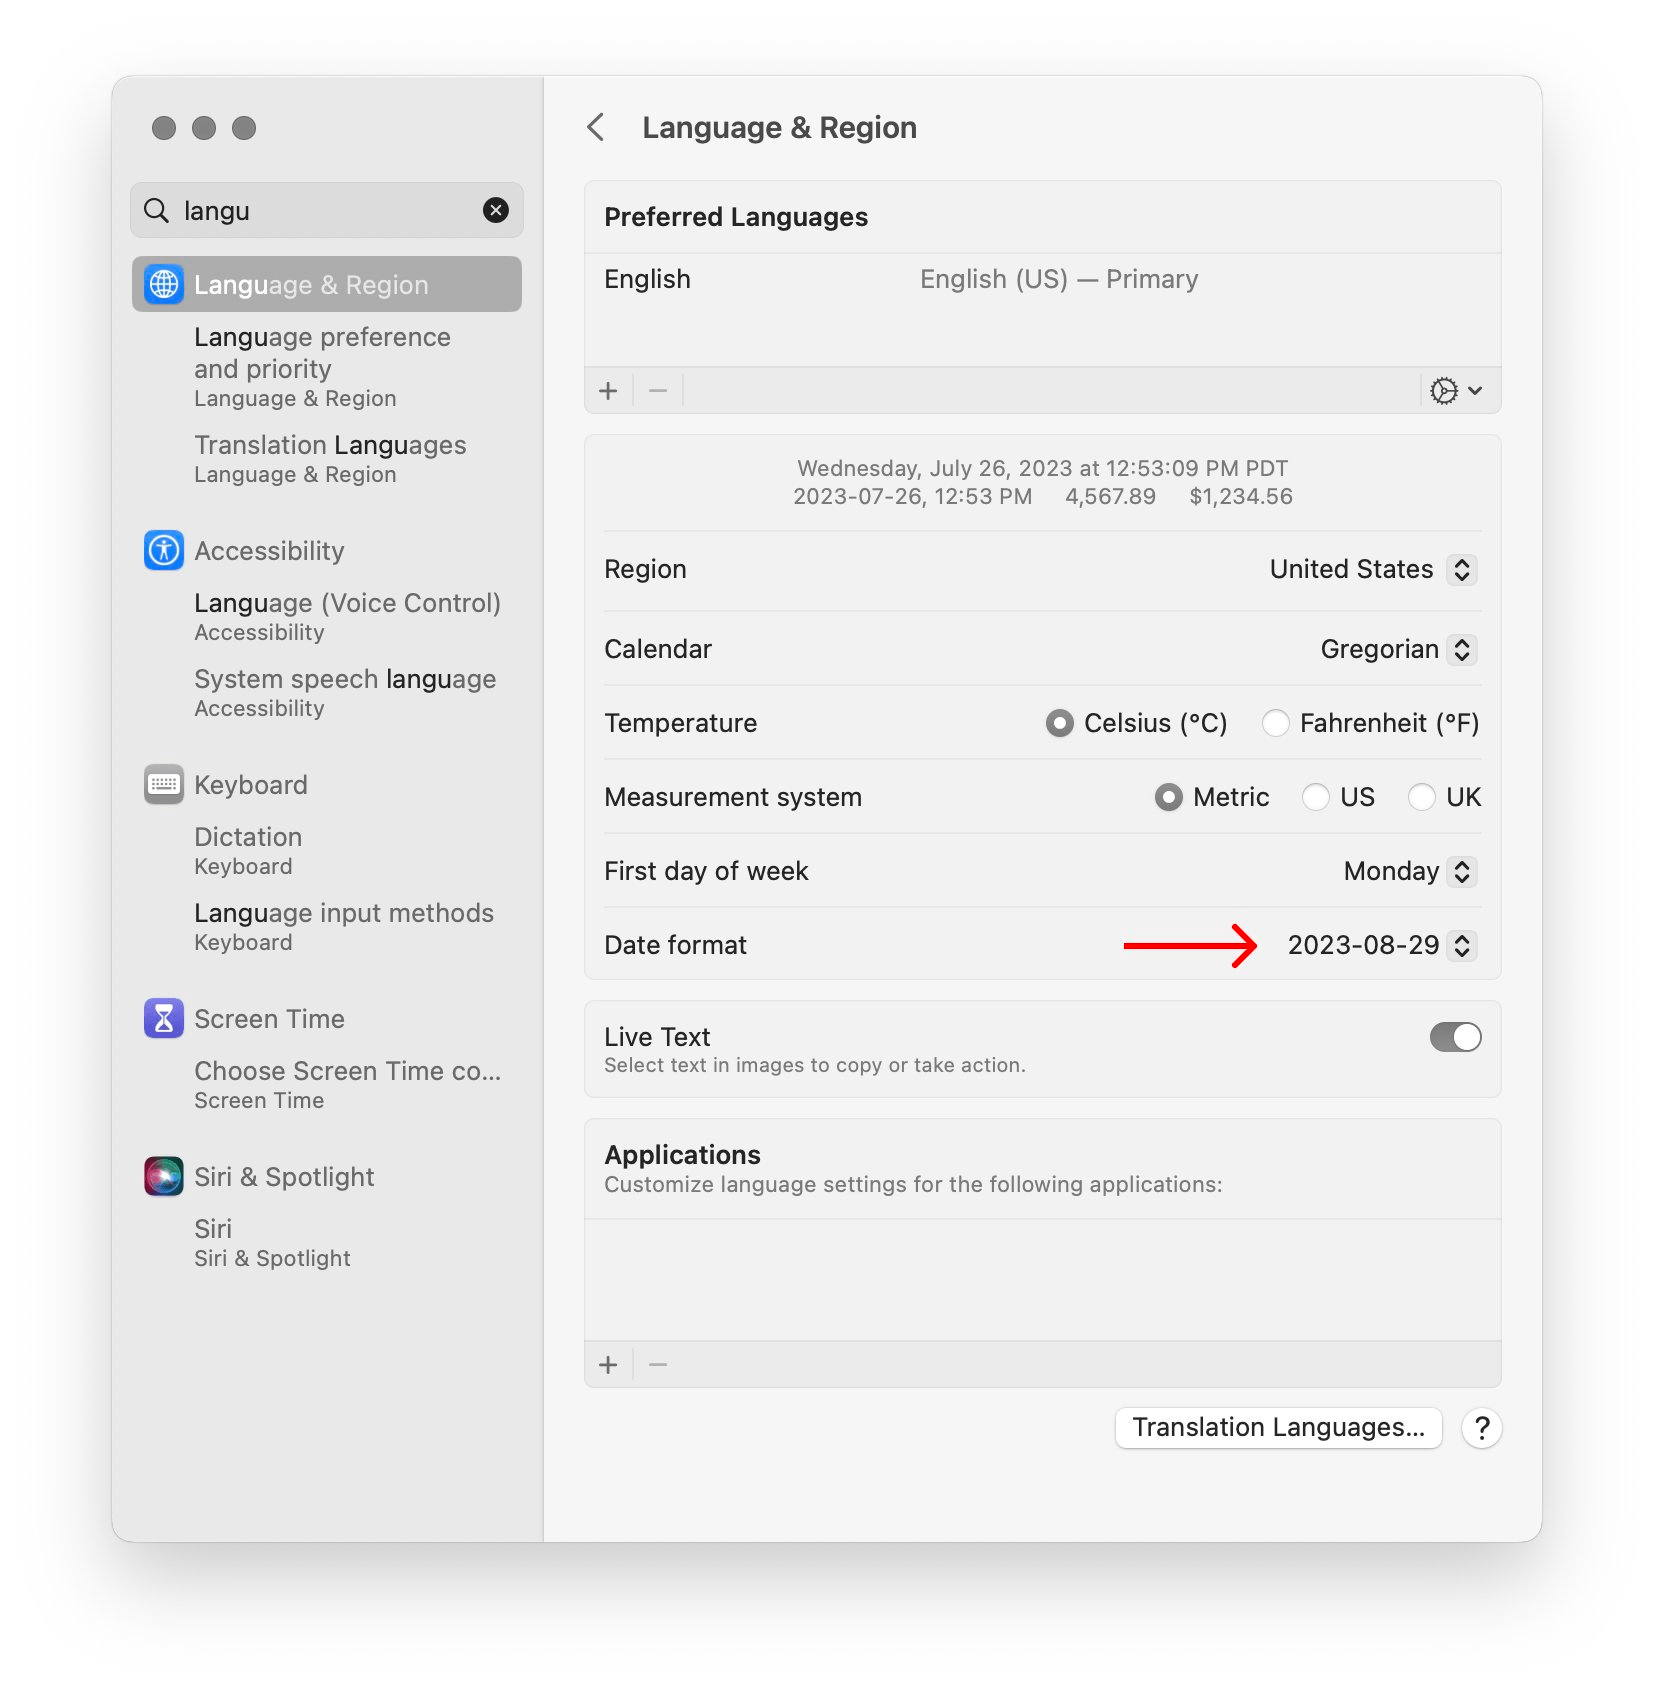 langu
Language & Region
Language preference
and priority
Language & Region
Translation Languages
Language & Region
Accessibility
Language (Voice Control)
Accessibility
System speech language
Accessibility
Keyboard
Dictation
Keyboard
Language input methods
Keyboard
Screen Time
Choose Screen Time co...
Screen Time
Siri & Spotlight
Siri
Siri & Spotlight
Language & Region
Preferred Languages
English English (US) — Primary
Wednesday, July 26, 2023 at 12:53:09 PM PDT
2023-07-26, 12:53 PM 4,567.89 $1,234.56
Region United States
Calendar Gregorian
Temperature Celsius (°C) Fahrenheit (°F)
Measurement system Metric US UK
First day of week Monday
Date format 2023-08-29
Live Text
Select text in images to copy or take action.
Applications
Customize language settings for the following applications:
Translation Languages... ?